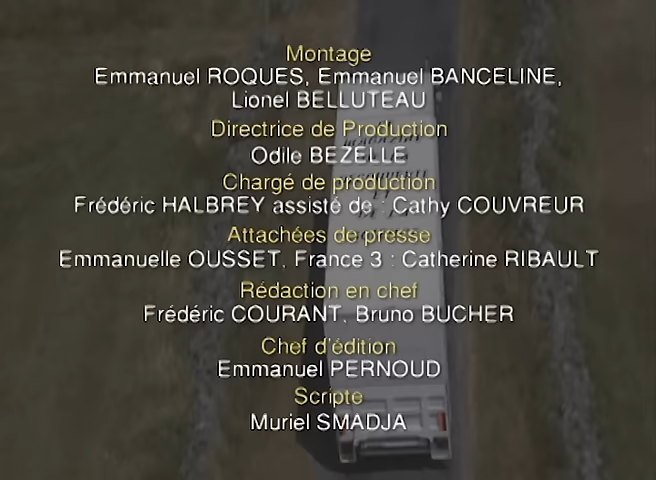 Montage
Emmanuel ROQUES, Emmanuel BANCELINE,
Lionel BELLUTEAU
Directrice de Production
Odile BEZELLE
Chargé de production
Frédéric HALBREY assisté de : Cathy COUVREUR
Attachées de presse
Emmanuelle OUSSET, France 3 : Catherine RIBAULT
Rédaction en chef
Frédéric COURANT, Bruno BUCHER
Chef d'édition
Emmanuel PERNOUD
Scripte
Muriel SMADJA